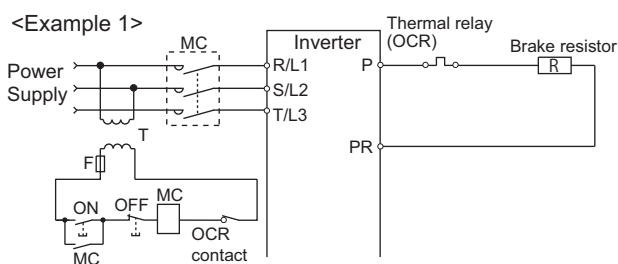 <Example 1>
Thermal relay
(OCR)
MC
Inverter
Brake resistor
Power
Supply
R/L1
P
R
S/L2
T/L3
T
PR
F
ON
OFF
MC
MC
OCR
contact